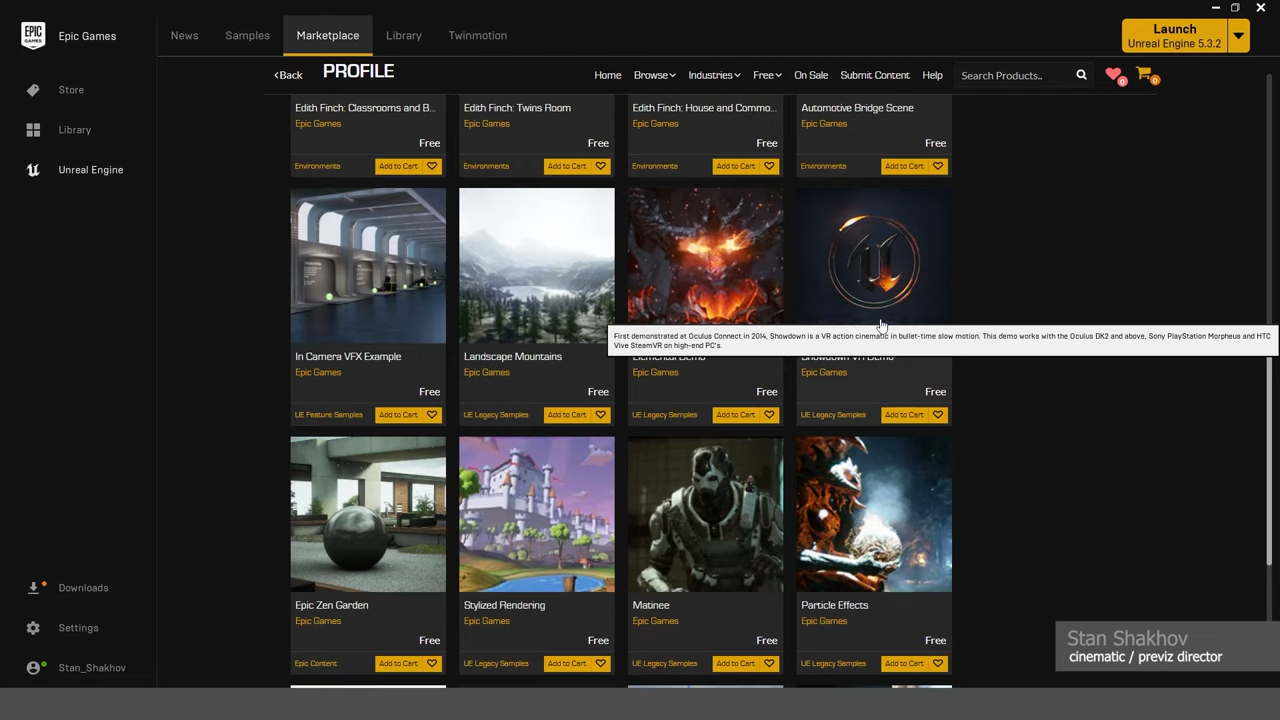 EPIC GAMES
Epic Games
News
Samples
Marketplace
Library
Twinmotion
Launch
Unreal Engine 5.3.2
Store
Library
Unreal Engine
Back
PROFILE
Home
Browse
Industries
Free
On Sale
Submit Content
Help
Search Products..
0
0
Edith Finch: Classrooms and B...
Epic Games
Free
Environments
Add to Cart
Edith Finch: Twins Room
Epic Games
Free
Environments
Add to Cart
Edith Finch: House and Commo...
Epic Games
Free
Environments
Add to Cart
Automotive Bridge Scene
Epic Games
Free
Environments
Add to Cart
In Camera VFX Example
Epic Games
Free
UE Feature Samples
Add to Cart
Landscape Mountains
Epic Games
Free
UE Legacy Samples
Add to Cart
First demonstrated at Oculus Connect in 2014, Showdown is a VR action cinematic in bullet-time slow motion. This demo works with the Oculus DK2 and above, Sony PlayStation Morpheus and HTC
Vive SteamVR on high-end PC's.
Elemental Demo
Epic Games
Free
UE Legacy Samples
Add to Cart
Showdown VR Demo
Epic Games
Free
UE Legacy Samples
Add to Cart
Epic Zen Garden
Epic Games
Free
Epic Content
Add to Cart
Stylized Rendering
Epic Games
Free
UE Legacy Samples
Add to Cart
Matinee
Epic Games
Free
UE Legacy Samples
Add to Cart
Particle Effects
Epic Games
Free
UE Legacy Samples
Add to Cart
Downloads
Settings
Stan_Shakhov
Stan Shakhov
cinematic / previz director